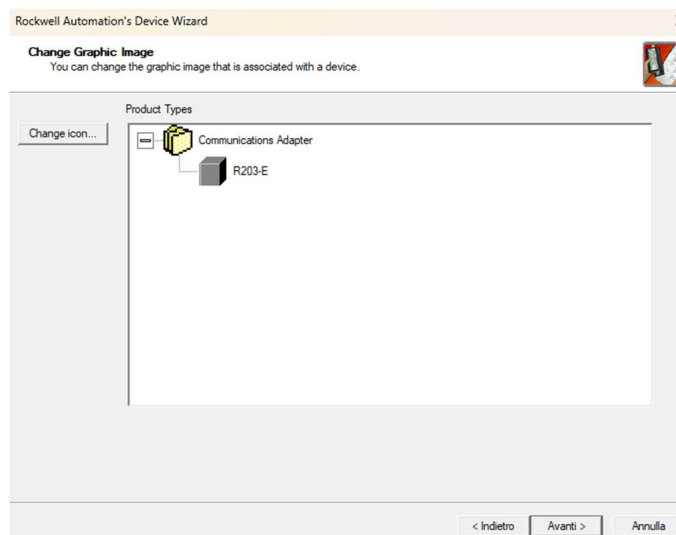 Rockwell Automation's Device Wizard
Change Graphic Image
You can change the graphic image that is associated with a device.
Product Types
Change icon...
Communications Adapter
R203-E
< Indietro
Avanti >
Annulla